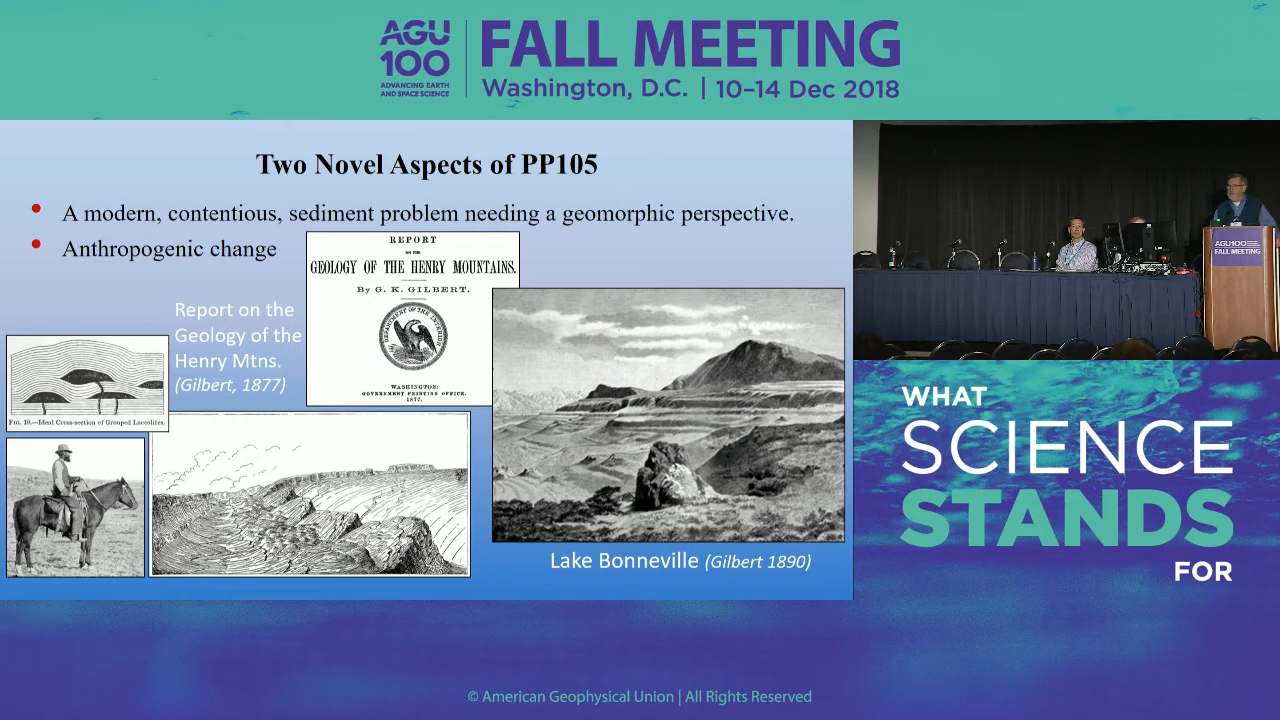 AGU
100
ADVANCING EARTH
AND SPACE SCIENCE
FALL MEETING
Washington, D.C. | 10–14 Dec 2018
Two Novel Aspects of PP105
• A modern, contentious, sediment problem needing a geomorphic perspective.
• Anthropogenic change
REPORT
ON THE
GEOLOGY OF THE HENRY MOUNTAINS.
By G. K. GILBERT.
DEPARTMENT OF THE INTERIOR
WASHINGTON:
GOVERNMENT PRINTING OFFICE.
1877.
Report on the
Geology of the
Henry Mtns.
(Gilbert, 1877)
FIG. 10.—Ideal Cross-section of Grouped Laccolites.
Lake Bonneville (Gilbert 1890)
AGU100
FALL MEETING
WHAT
SCIENCE
STANDS
FOR
© American Geophysical Union | All Rights Reserved